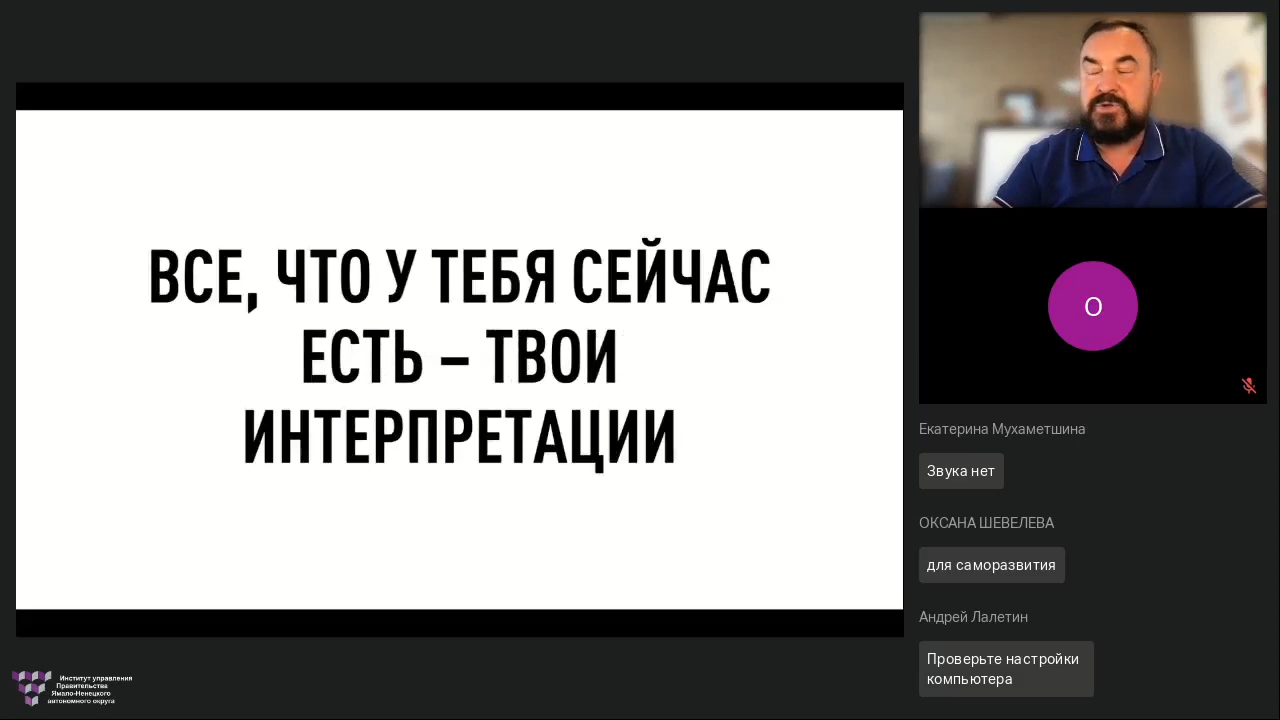 ВСЕ, ЧТО У ТЕБЯ СЕЙЧАС
ЕСТЬ – ТВОИ
ИНТЕРПРЕТАЦИИ
О
Екатерина Мухаметшина
Звука нет
ОКСАНА ШЕВЕЛЕВА
для саморазвития
Андрей Лалетин
Проверьте настройки
компьютера
Институт управления
Правительства
Ямало-Ненецкого
автономного округа